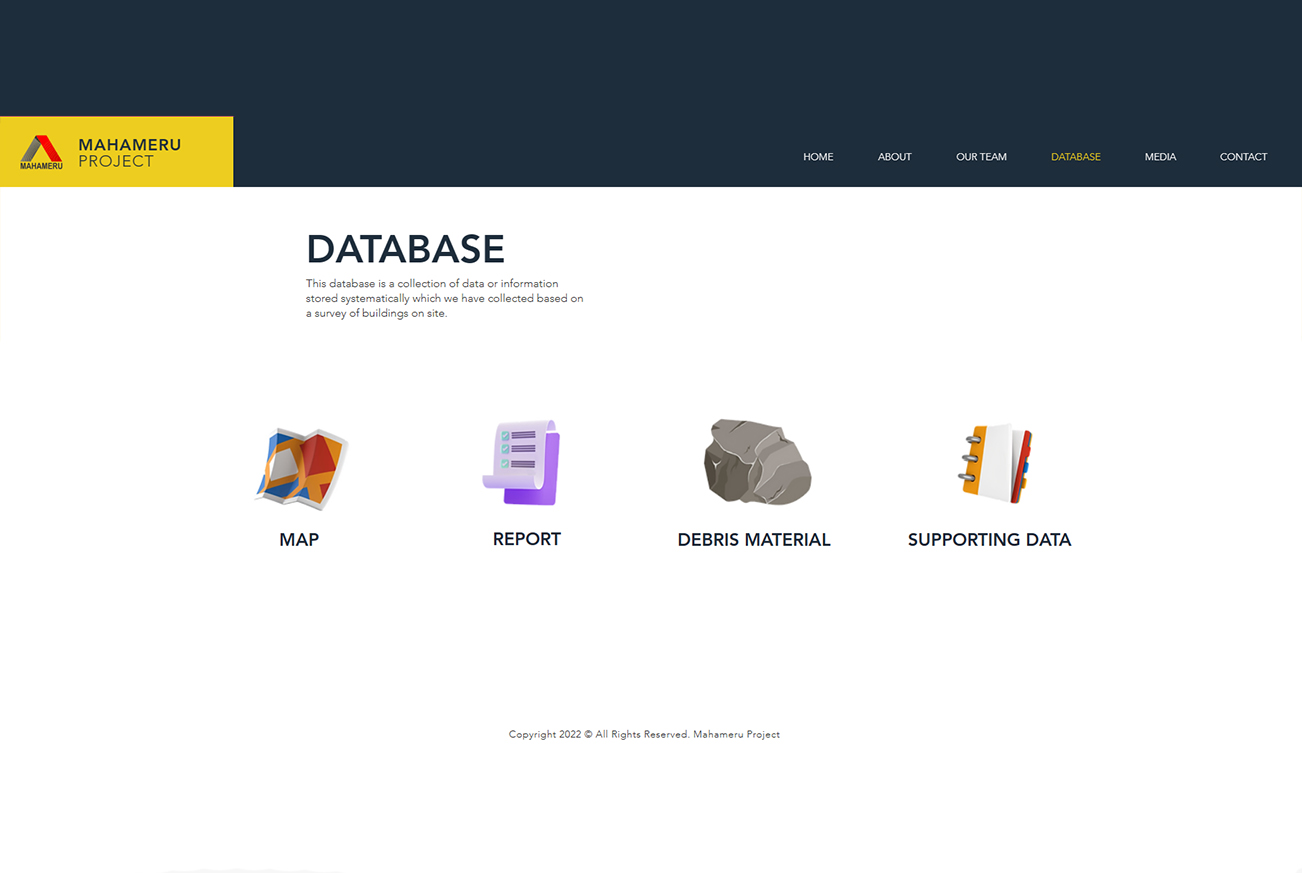 MAHAMERU
PROJECT
MAHAMERU
HOME
ABOUT
OUR TEAM
DATABASE
MEDIA
CONTACT
DATABASE
This database is a collection of data or information
stored systematically which we have collected based on
a survey of buildings on site.
MAP
REPORT
DEBRIS MATERIAL
SUPPORTING DATA
Copyright 2022 © All Rights Reserved. Mahameru Project